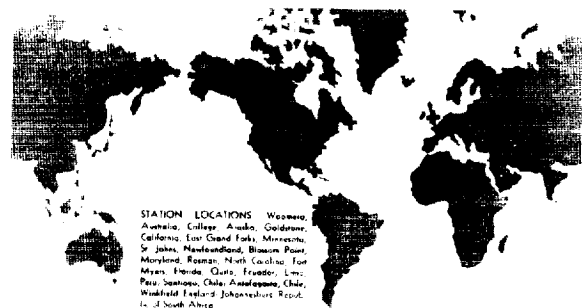 STATION LOCATIONS Woomera,
Australia, College, Alaska, Goldstone,
California, East Grand Forks, Minnesota,
St. Johns, Newfoundland, Blossom Point,
Maryland, Rosman, North Carolina, Fort
Myers, Florida, Quito, Ecuador, Lima,
Peru, Santiago, Chile, Antofagasta, Chile,
Winkfield England Johannesburg Repub-
lic of South Africa